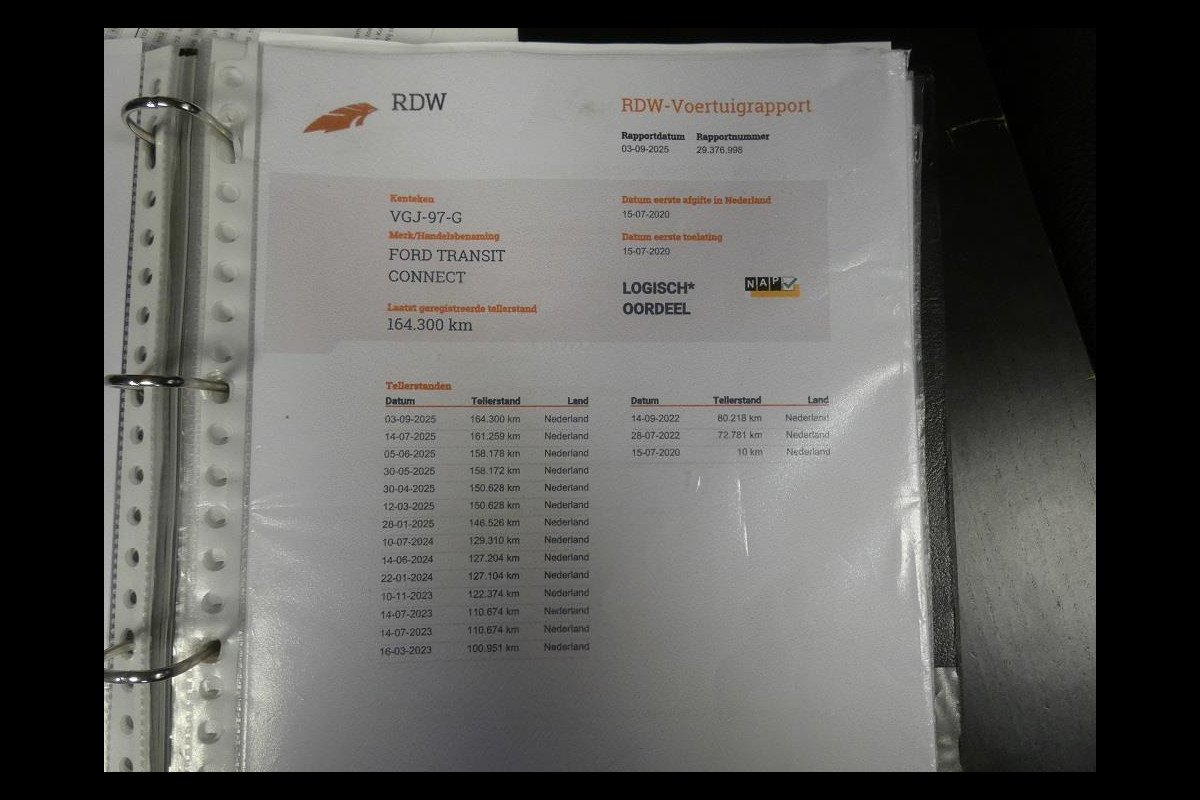 RDW
RDW-Voertuigrapport
Rapportdatum Rapportnummer
03-09-2025 29.376.998
Kenteken
VGJ-97-G
Merk/Handelsbenaming
FORD TRANSIT
CONNECT
Laatst geregistreerde tellerstand
164.300 km
Datum eerste afgifte in Nederland
15-07-2020
Datum eerste toelating
15-07-2020
LOGISCH*
OORDEEL
NAP
Tellerstanden
Datum Tellerstand Land
03-09-2025 164.300 km Nederland
14-07-2025 161.259 km Nederland
05-06-2025 158.178 km Nederland
30-05-2025 158.172 km Nederland
30-04-2025 150.628 km Nederland
12-03-2025 150.628 km Nederland
28-01-2025 146.526 km Nederland
10-07-2024 129.310 km Nederland
14-06-2024 127.204 km Nederland
22-01-2024 127.104 km Nederland
10-11-2023 122.374 km Nederland
14-07-2023 110.674 km Nederland
14-07-2023 110.674 km Nederland
16-03-2023 100.951 km Nederland
Datum Tellerstand Land
14-09-2022 80.218 km Nederland
28-07-2022 72.781 km Nederland
15-07-2020 10 km Nederland